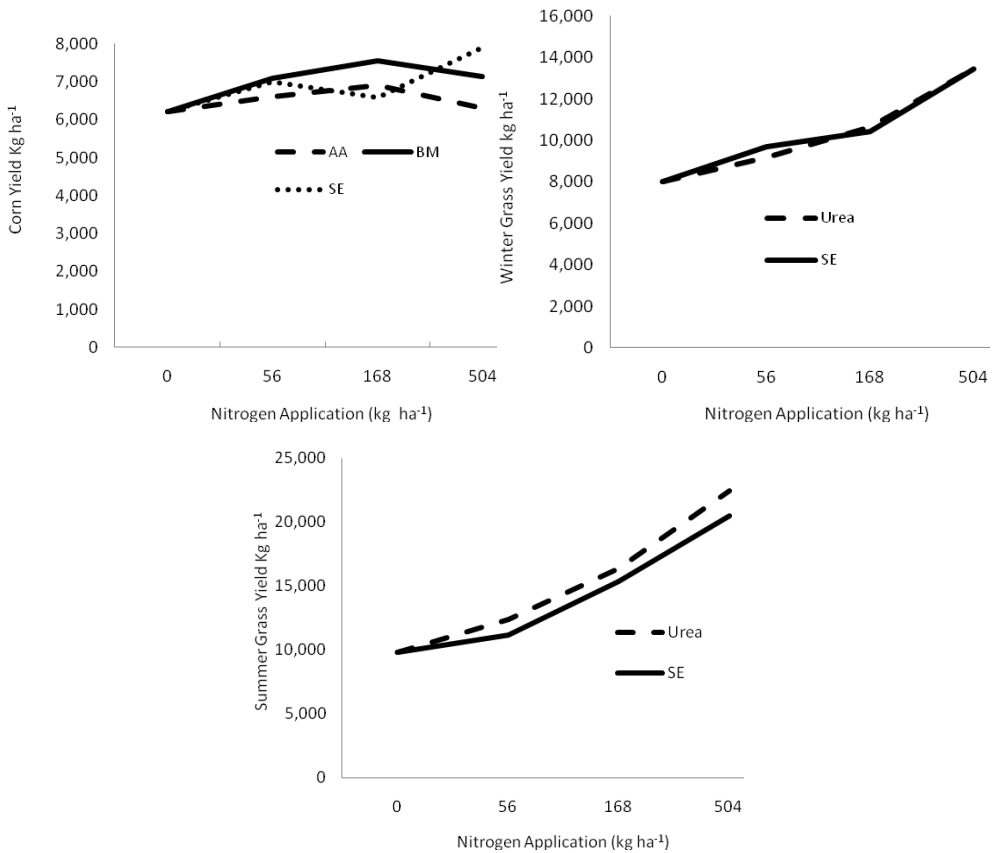 Corn Yield Kg ha⁻¹
8,000
7,000
6,000
5,000
4,000
3,000
2,000
1,000
0
AA BM
SE
0 56 168 504
Nitrogen Application (kg ha⁻¹)
Winter Grass Yield kg ha⁻¹
16,000
14,000
12,000
10,000
8,000
6,000
4,000
2,000
0
Urea
SE
0 56 168 504
Nitrogen Application (kg ha⁻¹)
Summer Grass Yield Kg ha⁻¹
25,000
20,000
15,000
10,000
5,000
0
Urea
SE
0 56 168 504
Nitrogen Application (kg ha⁻¹)